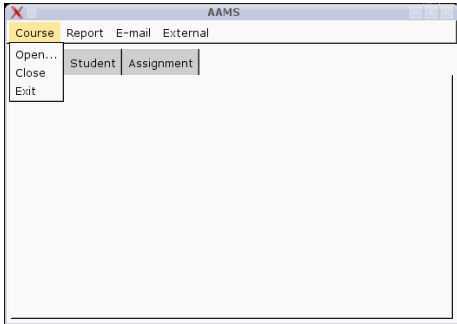 AAMS
Course Report E-mail External
Open...
Student Assignment
Close
Exit